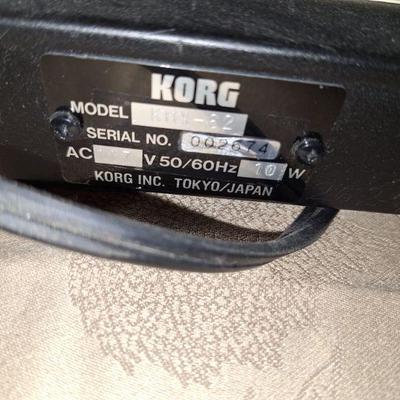 KORG
MODEL
SERIAL NO. 002674
AC V 50/60Hz 10 W
KORG INC. TOKYO/JAPAN